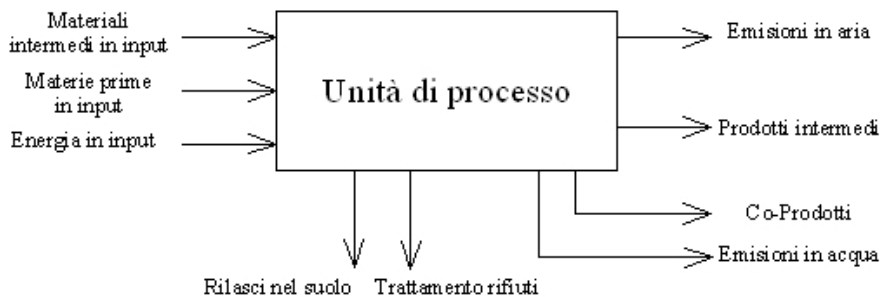 Materiali
intermedi in input
Materie prime
in input
Energia in input
Unità di processo
Emisioni in aria
Prodotti intermedi
Co-Prodotti
Emissioni in acqua
Rilasci nel suolo
Trattamento rifiuti